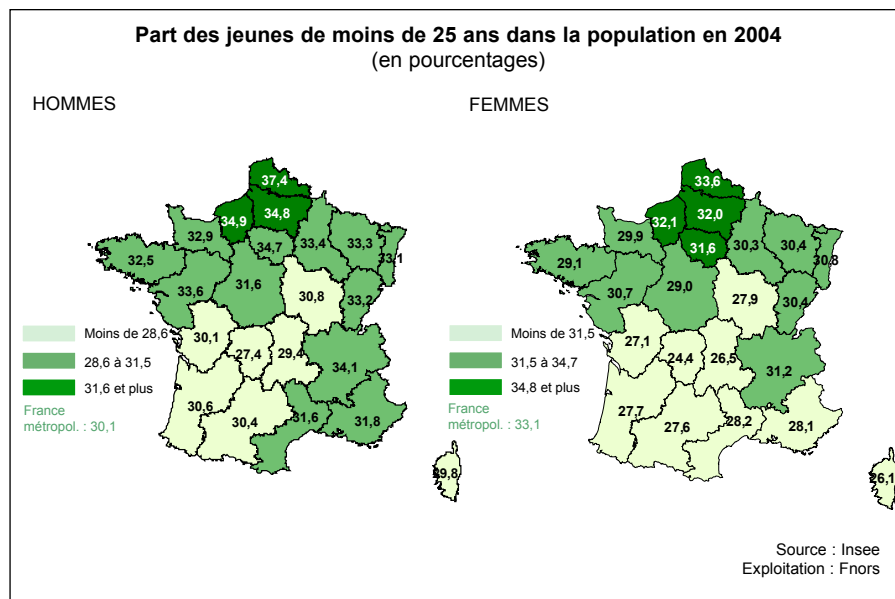 Part des jeunes de moins de 25 ans dans la population en 2004
(en pourcentages)
HOMMES
37,4
34,9
34,8
32,9
34,7
33,4
33,3
33,1
32,5
33,6
31,6
30,8
33,2
30,1
27,4
29,4
34,1
30,6
30,4
31,6
31,8
29,8
Moins de 28,6
28,6 à 31,5
31,6 et plus
France
métropol. : 30,1
FEMMES
33,6
32,1
32,0
29,9
31,6
30,3
30,4
30,8
29,1
30,7
29,0
27,9
30,4
27,1
24,4
26,5
31,2
27,7
27,6
28,2
28,1
26,1
Moins de 31,5
31,5 à 34,7
34,8 et plus
France
métropol. : 33,1
Source : Insee
Exploitation : Fnors